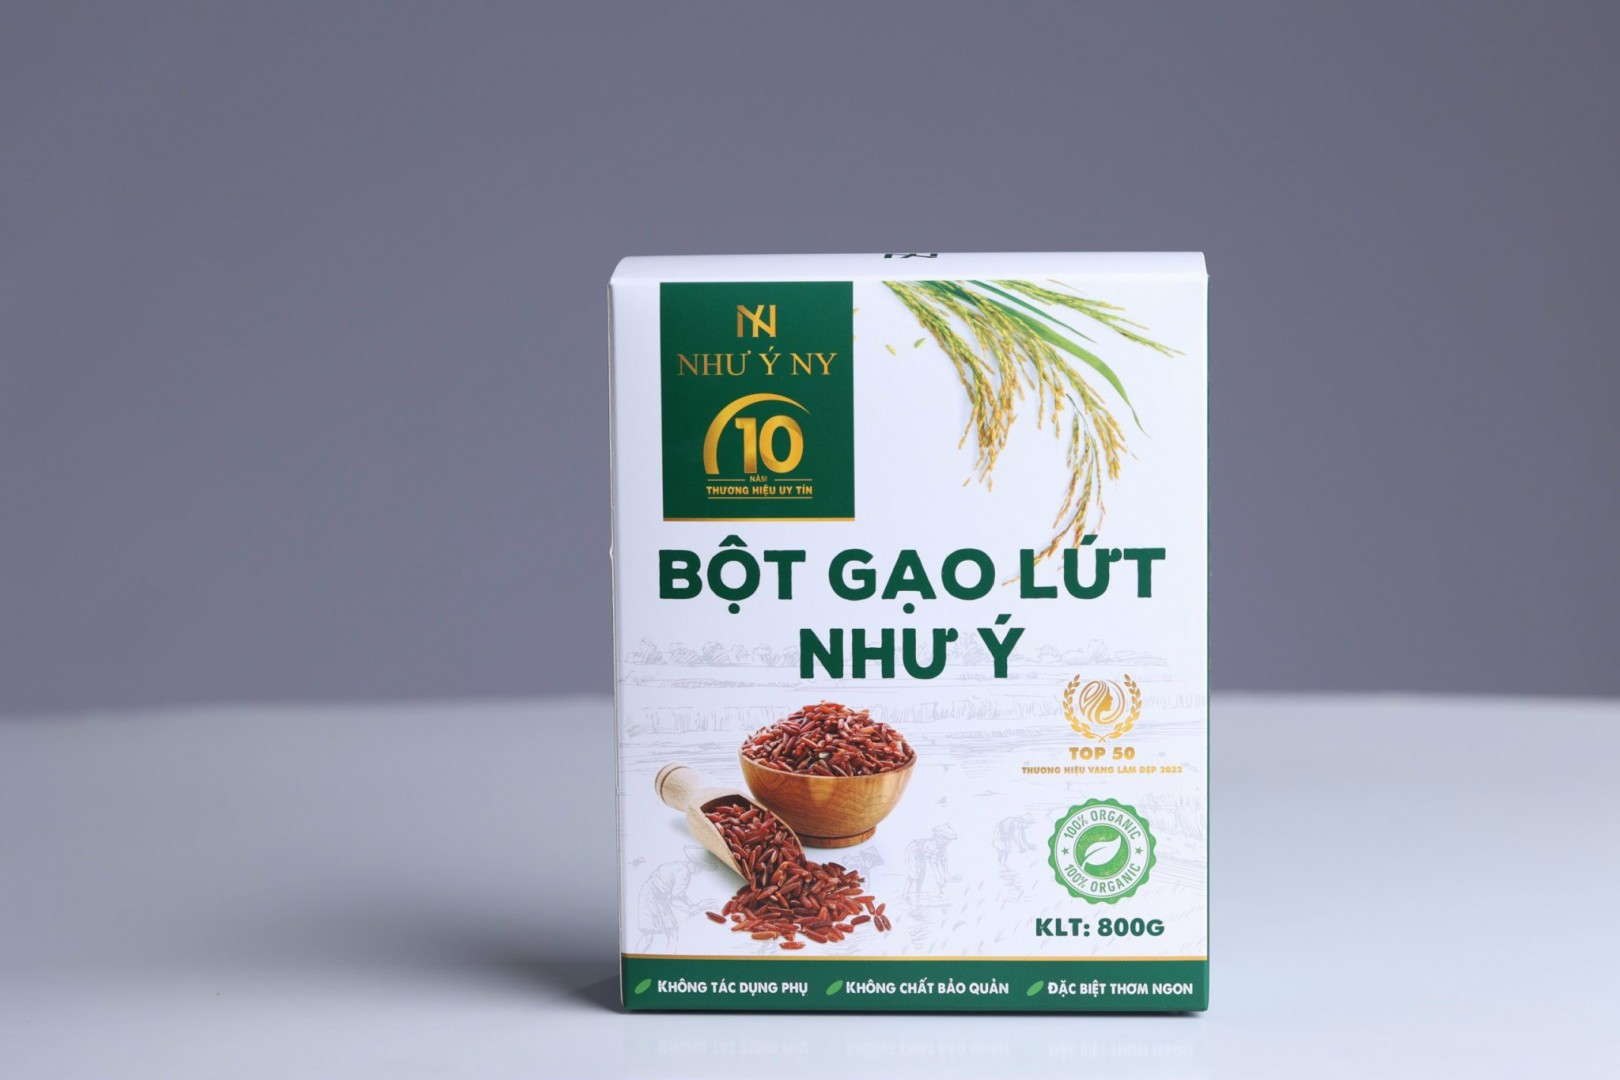 NY
NHƯ Ý NY
10
NĂM
THƯƠNG HIỆU UY TÍN
BỘT GẠO LỨT
NHƯ Ý
TOP 50
THƯƠNG HIỆU VÀNG LÀM ĐẸP 2022
100% ORGANIC
100% ORGANIC
KLT: 800G
KHÔNG TÁC DỤNG PHỤ KHÔNG CHẤT BẢO QUẢN ĐẶC BIỆT THƠM NGON